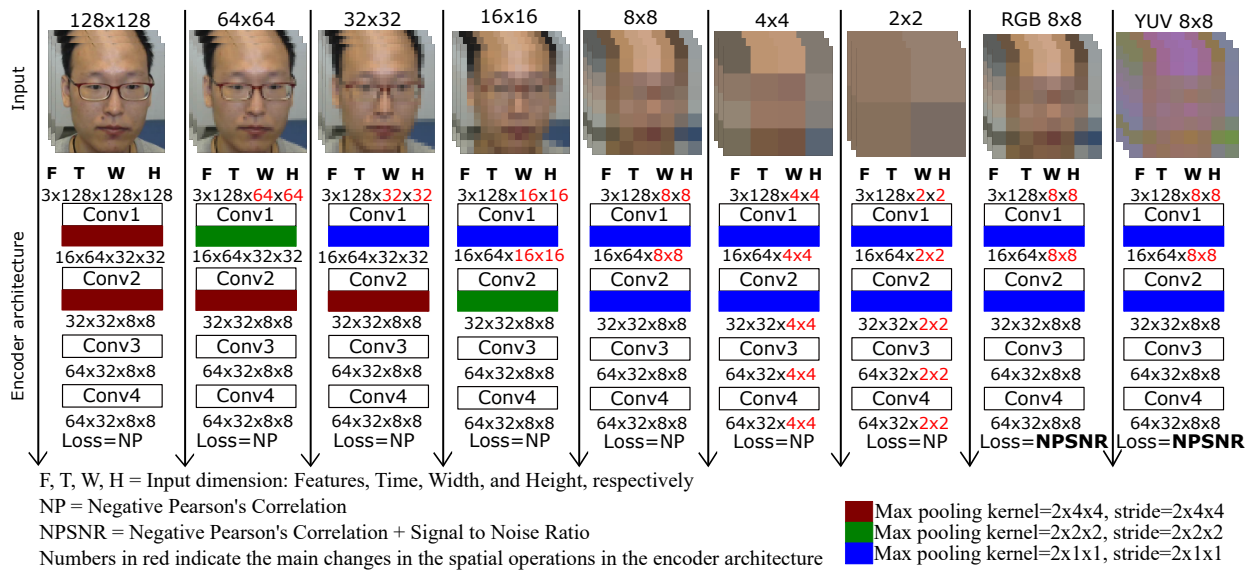 128x128 64x64 32x32 16x16 8x8 4x4 2x2 RGB 8x8 YUV 8x8
Input
F T W H F T W H F T W H F T W H F T W H F T W H F T W H F T W H F T W H
3x128x128x128 3x128x64x64 3x128x32x32 3x128x16x16 3x128x8x8 3x128x4x4 3x128x2x2 3x128x8x8 3x128x8x8
Conv1 Conv1 Conv1 Conv1 Conv1 Conv1 Conv1 Conv1 Conv1
16x64x32x32 16x64x32x32 16x64x32x32 16x64x16x16 16x64x8x8 16x64x4x4 16x64x2x2 16x64x8x8 16x64x8x8
Conv2 Conv2 Conv2 Conv2 Conv2 Conv2 Conv2 Conv2 Conv2
Encoder architecture
32x32x8x8 32x32x8x8 32x32x8x8 32x32x8x8 32x32x8x8 32x32x4x4 32x32x2x2 32x32x8x8 32x32x8x8
Conv3 Conv3 Conv3 Conv3 Conv3 Conv3 Conv3 Conv3 Conv3
64x32x8x8 64x32x8x8 64x32x8x8 64x32x8x8 64x32x8x8 64x32x4x4 64x32x2x2 64x32x8x8 64x32x8x8
Conv4 Conv4 Conv4 Conv4 Conv4 Conv4 Conv4 Conv4 Conv4
64x32x8x8 64x32x8x8 64x32x8x8 64x32x8x8 64x32x8x8 64x32x4x4 64x32x2x2 64x32x8x8 64x32x8x8
Loss=NP Loss=NP Loss=NP Loss=NP Loss=NP Loss=NP Loss=NP Loss=NPSNR Loss=NPSNR
F, T, W, H = Input dimension: Features, Time, Width, and Height, respectively
NP = Negative Pearson's Correlation
NPSNR = Negative Pearson's Correlation + Signal to Noise Ratio
Numbers in red indicate the main changes in the spatial operations in the encoder architecture
Max pooling kernel=2x4x4, stride=2x4x4
Max pooling kernel=2x2x2, stride=2x2x2
Max pooling kernel=2x1x1, stride=2x1x1